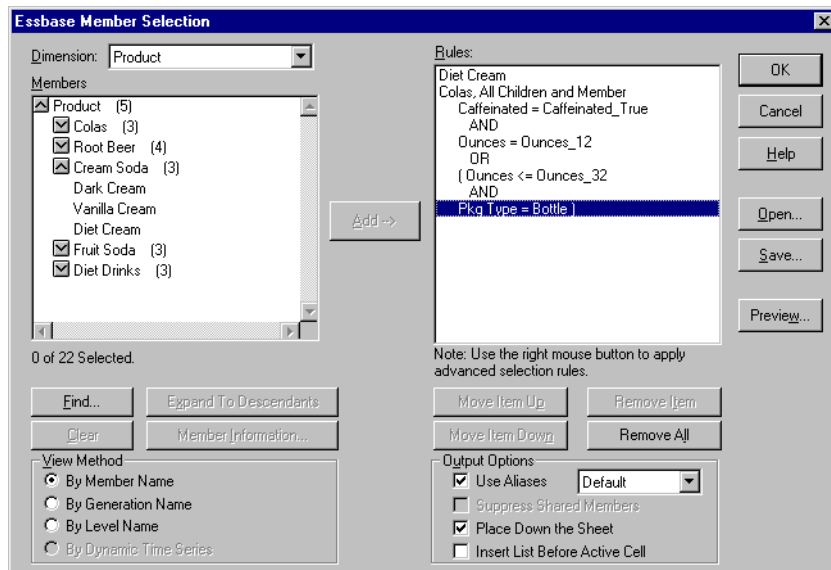 Essbase Member Selection
Dimension: Product
Members
Product (5)
Colas (3)
Root Beer (4)
Cream Soda (3)
Dark Cream
Vanilla Cream
Diet Cream
Fruit Soda (3)
Diet Drinks (3)
0 of 22 Selected.
Find...
Expand To Descendants
Clear
Member Information...
View Method
By Member Name
By Generation Name
By Level Name
By Dynamic Time Series
Add -->
Rules:
Diet Cream
Colas, All Children and Member
Caffeinated = Caffeinated_True
AND
Ounces = Ounces_12
OR
( Ounces <= Ounces_32
AND
Pkg Type = Bottle )
Note: Use the right mouse button to apply
advanced selection rules.
Move Item Up
Remove Item
Move Item Down
Remove All
Output Options
Use Aliases Default
Suppress Shared Members
Place Down the Sheet
Insert List Before Active Cell
OK
Cancel
Help
Open...
Save...
Preview...